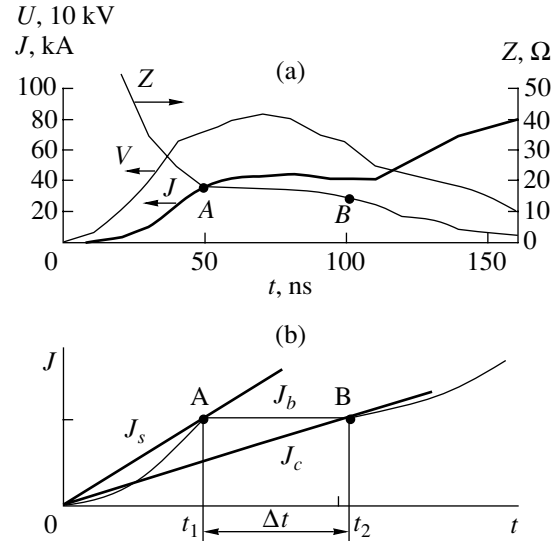 U, 10 kV
J, kA
(a)
Z, Ω
100
80
60
40
20
0
50
40
30
20
10
0
Z
V
J
A
B
50
100
150
t, ns
(b)
J
A
B
J_s
J_b
J_c
0
t_1
Δt
t_2
t